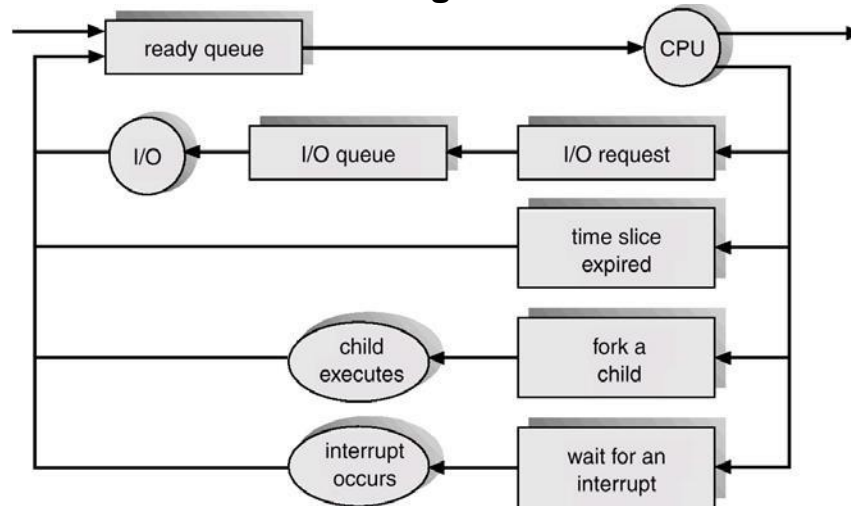 ready queue
CPU
I/O
I/O queue
I/O request
time slice
expired
child
executes
fork a
child
interrupt
occurs
wait for an
interrupt